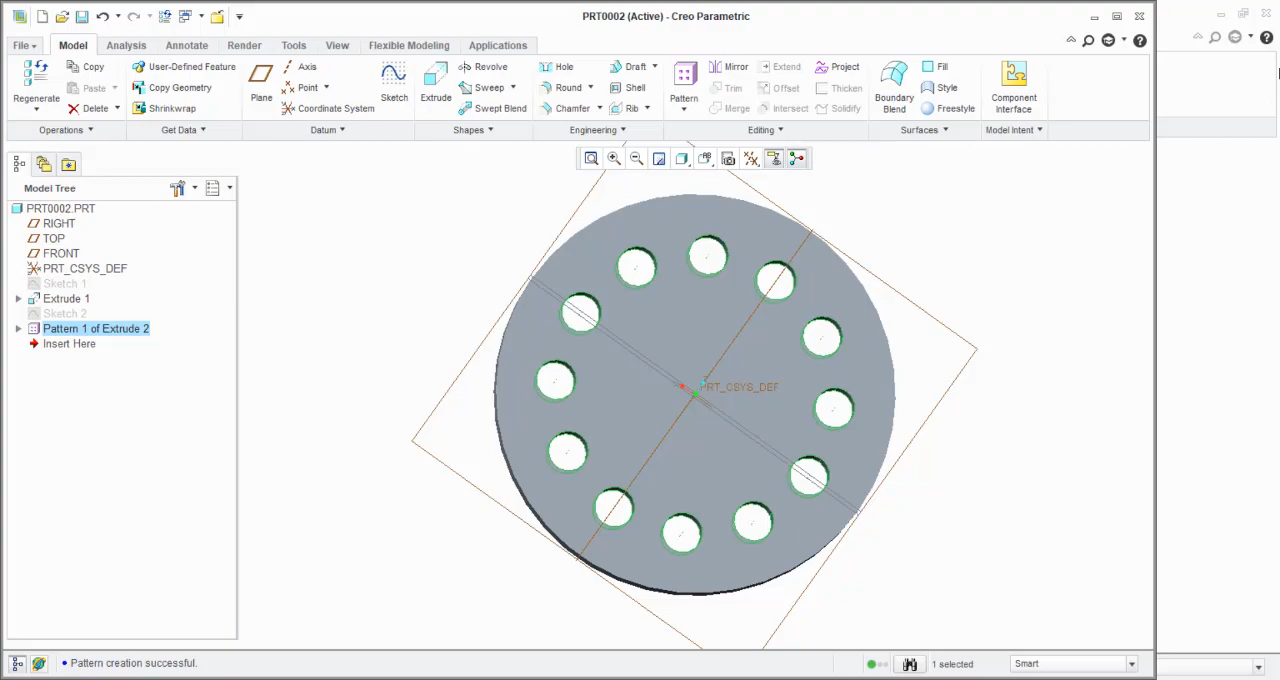 PRT0002 (Active) - Creo Parametric
File Model Analysis Annotate Render Tools View Flexible Modeling Applications
Regenerate Copy Paste Delete
User-Defined Feature Copy Geometry Shrinkwrap
Plane Axis Point Coordinate System Sketch
Extrude Revolve Sweep Swept Blend
Hole Round Chamfer Draft Shell Rib
Pattern Mirror Trim Merge Extend Offset Intersect Project Thicken Solidify
Boundary Blend Fill Style Freestyle
Component Interface
Operations Get Data Datum Shapes Engineering Editing Surfaces Model Intent
Model Tree
PRT0002.PRT
RIGHT
TOP
FRONT
PRT_CSYS_DEF
Sketch 1
Extrude 1
Sketch 2
Pattern 1 of Extrude 2
Insert Here
PRT_CSYS_DEF
Pattern creation successful.
1 selected
Smart